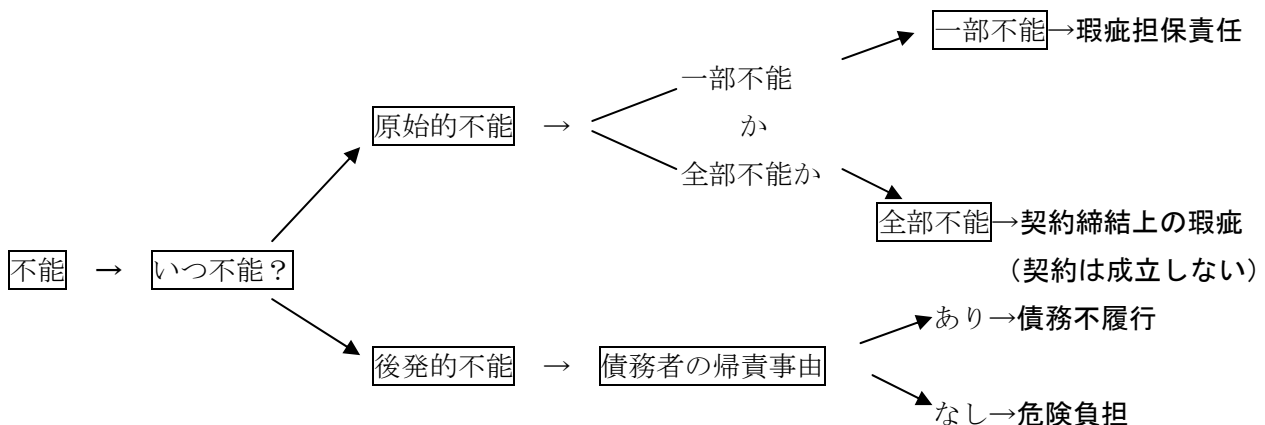 一部不能→瑕疵担保責任
一部不能
原始的不能 → か
全部不能か
全部不能→契約締結上の瑕疵
(契約は成立しない)
不能 → いつ不能?
あり→債務不履行
後発的不能 → 債務者の帰責事由
なし→危険負担